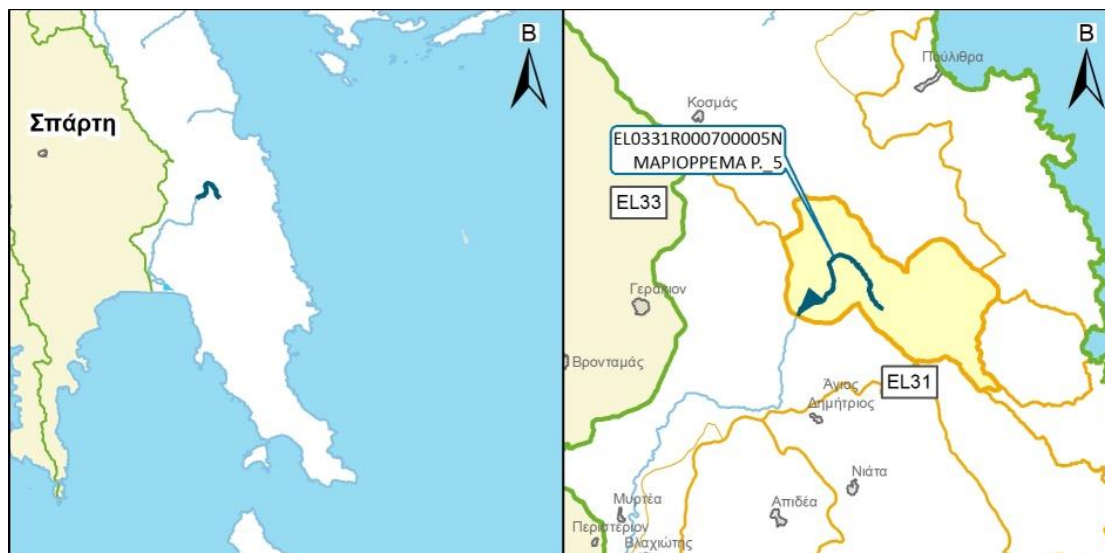 Σπάρτη
Β
Β
Πούλιθρα
Κοσμάς
EL0331R000700005N
ΜΑΡΙΟΡΡΕΜΑ Ρ._5
EL33
Γεράκιον
Βρονταμάς
EL31
Άγιος
Δημήτριος
Νιάτα
Απιδέα
Μυρτέα
Περιστέριον
Βλαχιώτης